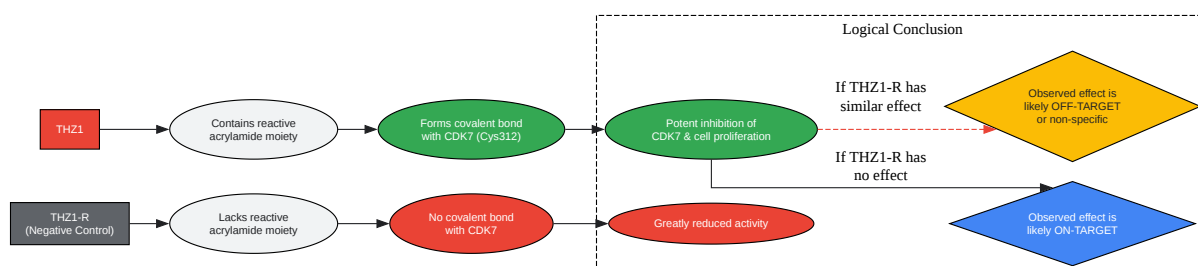 Logical Conclusion
THZ1
Contains reactive
acrylamide moiety
Forms covalent bond
with CDK7 (Cys312)
Potent inhibition of
CDK7 & cell proliferation
If THZ1-R has
similar effect
Observed effect is
likely OFF-TARGET
or non-specific
If THZ1-R has
no effect
THZ1-R
(Negative Control)
Lacks reactive
acrylamide moiety
No covalent bond
with CDK7
Greatly reduced activity
Observed effect is
likely ON-TARGET